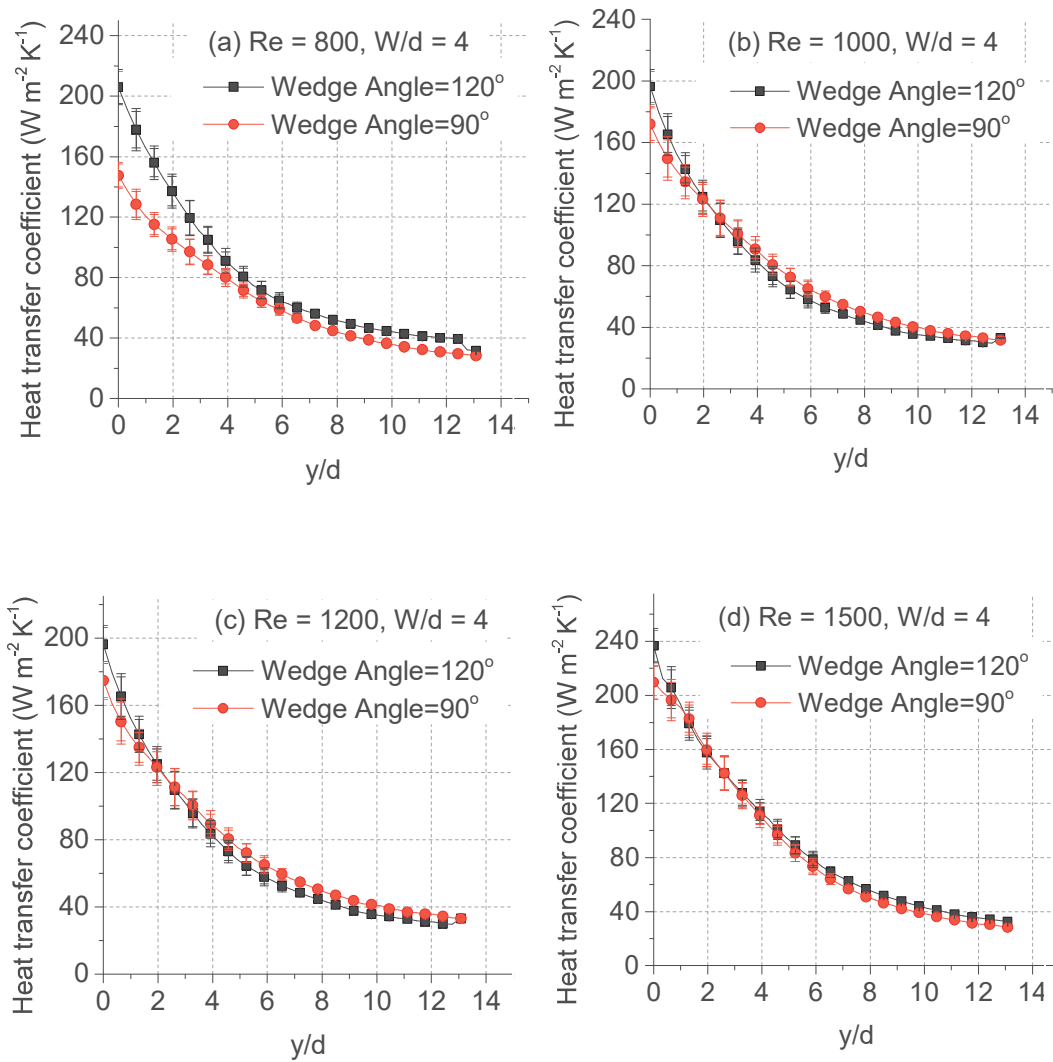 (a) Re = 800, W/d = 4
Wedge Angle=120°
Wedge Angle=90°
Heat transfer coefficient (W m⁻² K⁻¹)
240
200
160
120
80
40
0
0 2 4 6 8 10 12 14
y/d
(b) Re = 1000, W/d = 4
Wedge Angle=120°
Wedge Angle=90°
Heat transfer coefficient (W m⁻² K⁻¹)
240
200
160
120
80
40
0
0 2 4 6 8 10 12 14
y/d
(c) Re = 1200, W/d = 4
Wedge Angle=120°
Wedge Angle=90°
Heat transfer coefficient (W m⁻² K⁻¹)
200
160
120
80
40
0
0 2 4 6 8 10 12 14
y/d
(d) Re = 1500, W/d = 4
Wedge Angle=120°
Wedge Angle=90°
Heat transfer coefficient (W m⁻² K⁻¹)
240
200
160
120
80
40
0
0 2 4 6 8 10 12 14
y/d